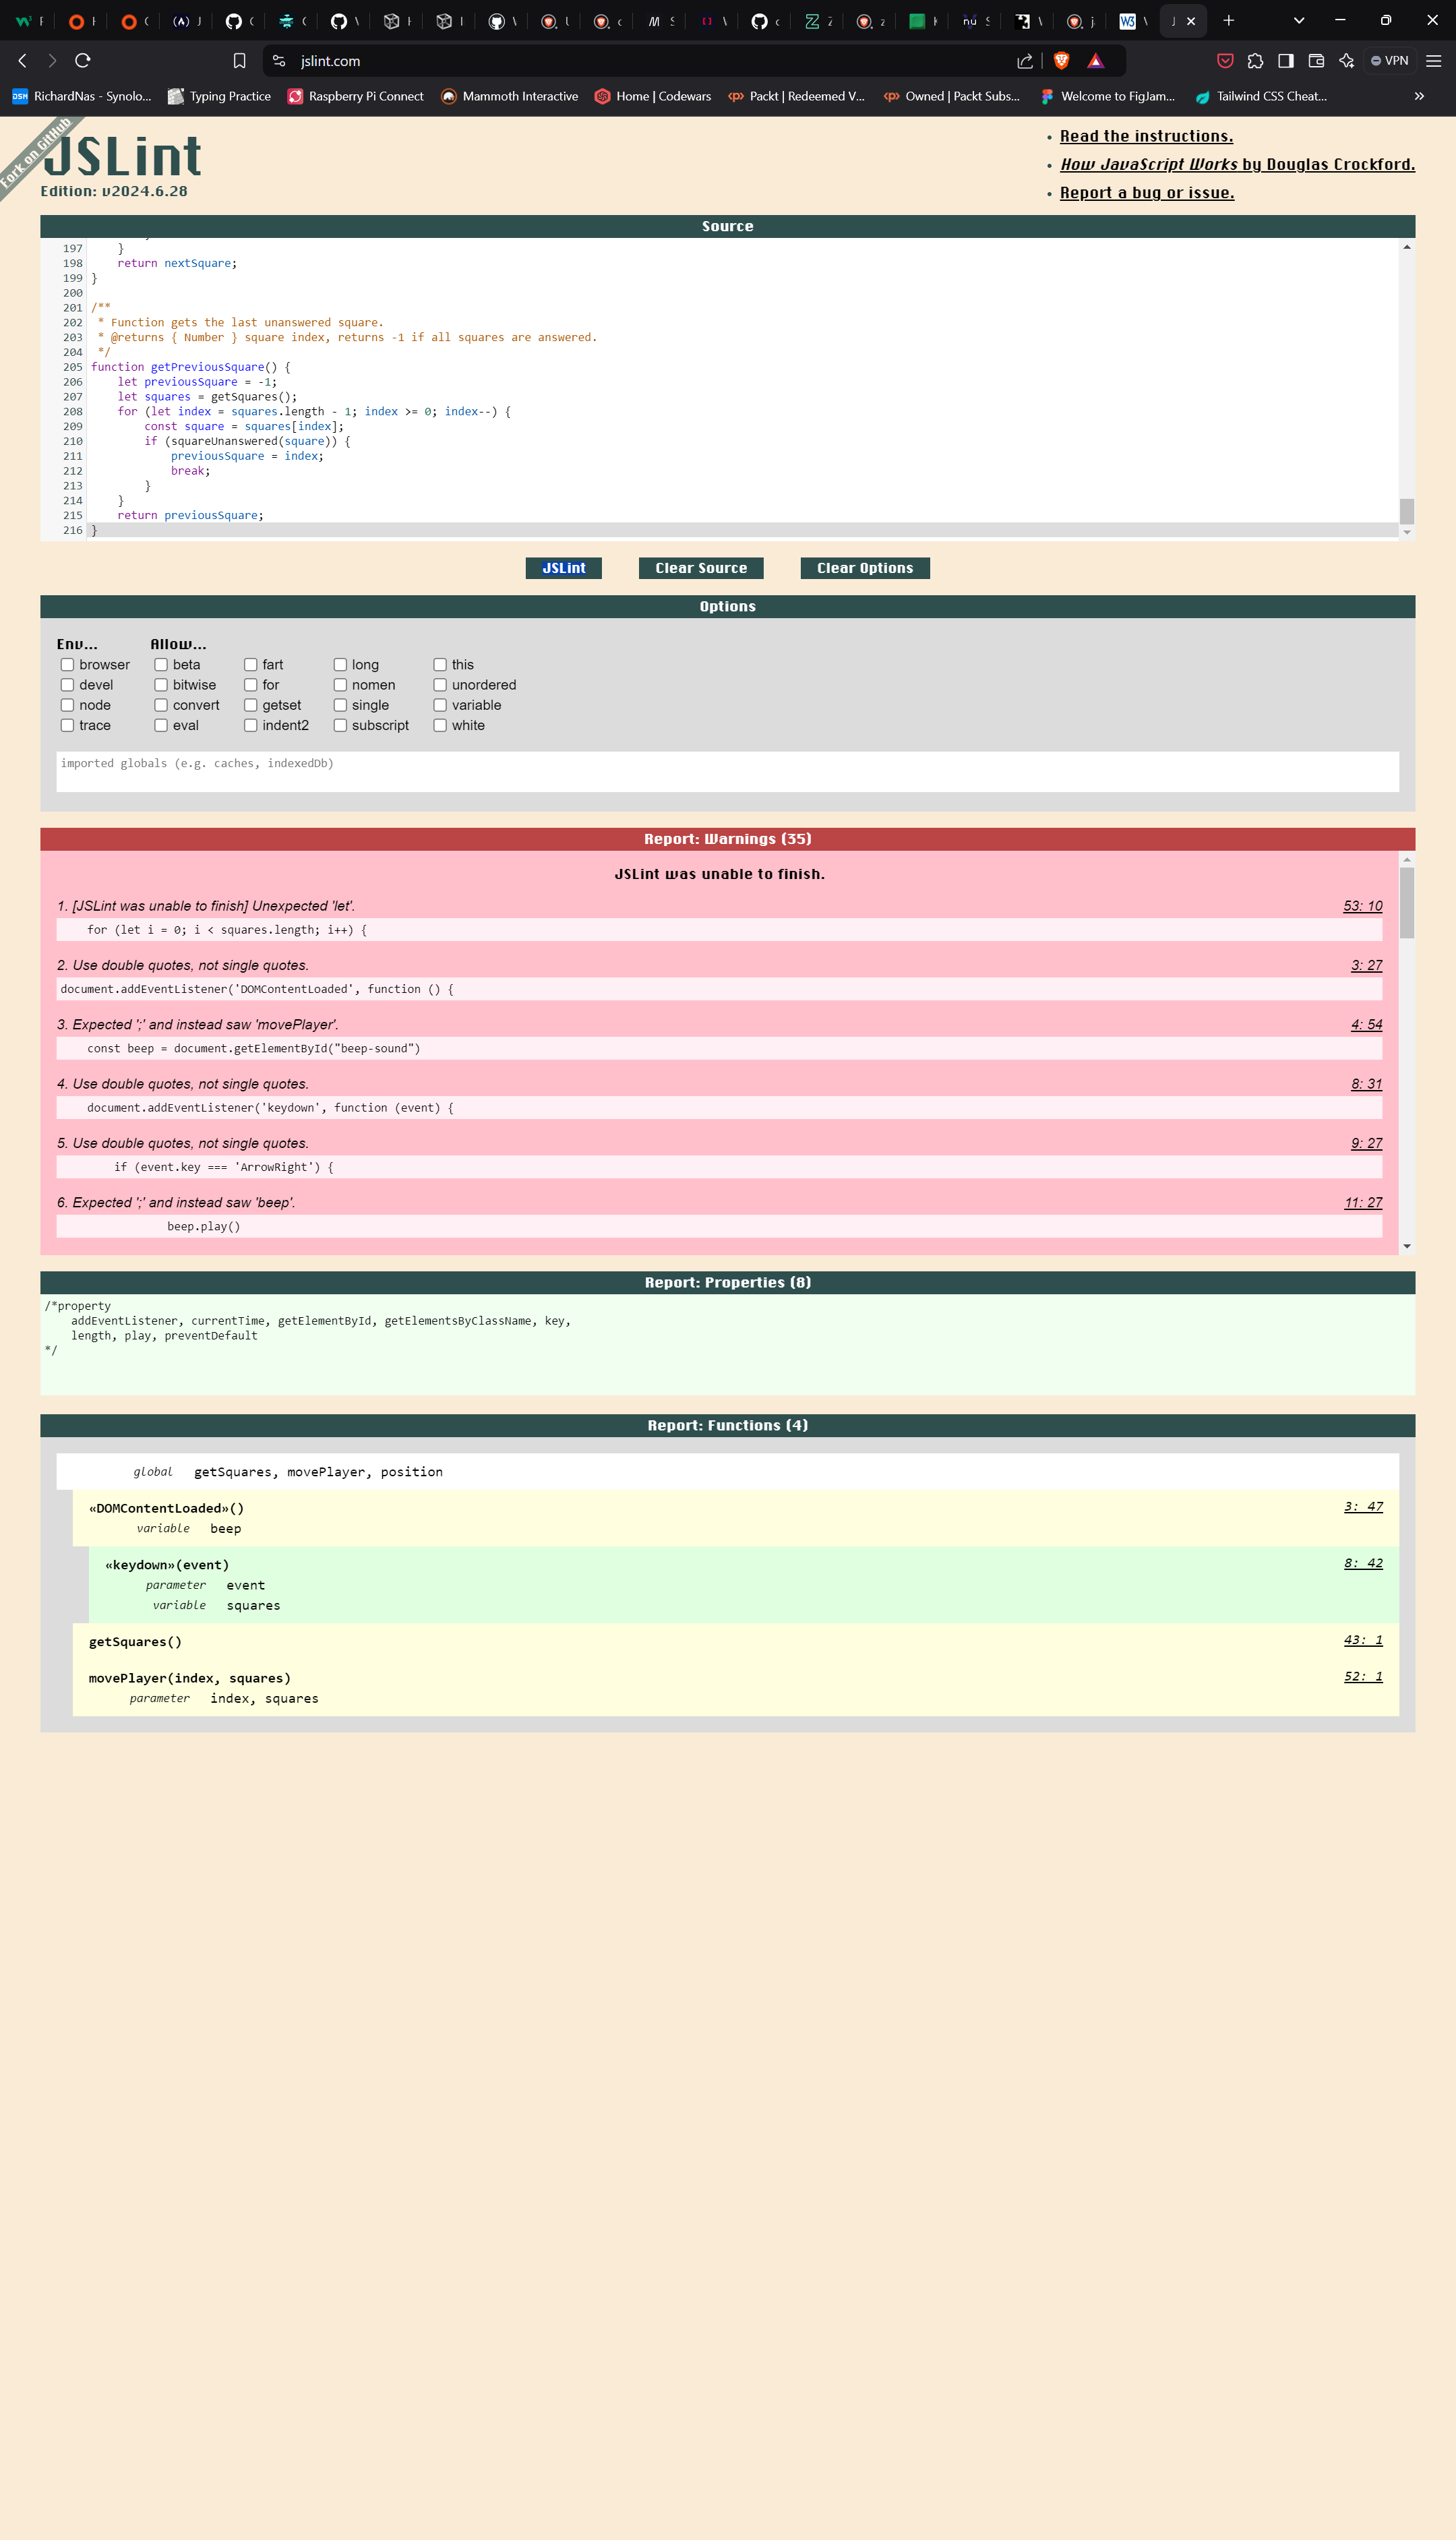 jslint.com
VPN
RichardNas - Synolo...
Typing Practice
Raspberry Pi Connect
Mammoth Interactive
Home | Codewars
Packt | Redeemed V...
Owned | Packt Subs...
Welcome to FigJam...
Tailwind CSS Cheat...
Fork on GitHub
JSLint
Edition: v2024.6.28
Read the instructions.
How JavaScript Works by Douglas Crockford.
Report a bug or issue.
Source
197 }
198 return nextSquare;
199 }
200
201 /**
202 * Function gets the last unanswered square.
203 * @returns { Number } square index, returns -1 if all squares are answered.
204 */
205 function getPreviousSquare() {
206 let previousSquare = -1;
207 let squares = getSquares();
208 for (let index = squares.length - 1; index >= 0; index--) {
209 const square = squares[index];
210 if (squareUnanswered(square)) {
211 previousSquare = index;
212 break;
213 }
214 }
215 return previousSquare;
216 }
JSLint Clear Source Clear Options
Options
Env... Allow...
browser beta fart long this
devel bitwise for nomen unordered
node convert getset single variable
trace eval indent2 subscript white
imported globals (e.g. caches, indexedDb)
Report: Warnings (35)
JSLint was unable to finish.
1. [JSLint was unable to finish] Unexpected 'let'. 53: 10
for (let i = 0; i < squares.length; i++) {
2. Use double quotes, not single quotes. 3: 27
document.addEventListener('DOMContentLoaded', function () {
3. Expected ';' and instead saw 'movePlayer'. 4: 54
const beep = document.getElementById("beep-sound")
4. Use double quotes, not single quotes. 8: 31
document.addEventListener('keydown', function (event) {
5. Use double quotes, not single quotes. 9: 27
if (event.key === 'ArrowRight') {
6. Expected ';' and instead saw 'beep'. 11: 27
beep.play()
Report: Properties (8)
/*property
addEventListener, currentTime, getElementById, getElementsByClassName, key,
length, play, preventDefault
*/
Report: Functions (4)
global getSquares, movePlayer, position
«DOMContentLoaded»() 3: 47
variable beep
«keydown»(event) 8: 42
parameter event
variable squares
getSquares() 43: 1
movePlayer(index, squares) 52: 1
parameter index, squares